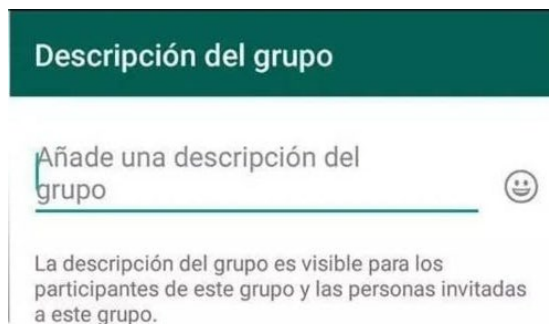 Descripción del grupo
Añade una descripción del
grupo
La descripción del grupo es visible para los
participantes de este grupo y las personas invitadas
a este grupo.